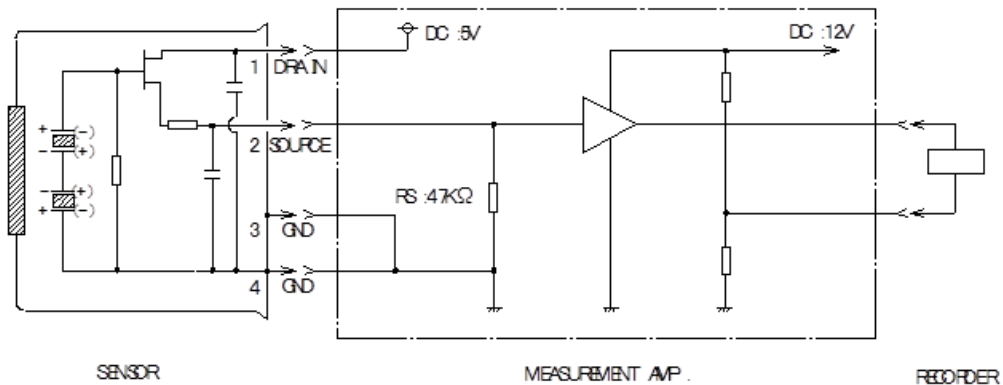 DC :5V
DC :12V
1 DRAIN
+ (−)
− (+)
2 SOURCE
− (+)
+ (−)
RS :47KΩ
3 GND
4 GND
SENSOR
MEASUREMENT AMP .
RECORDER